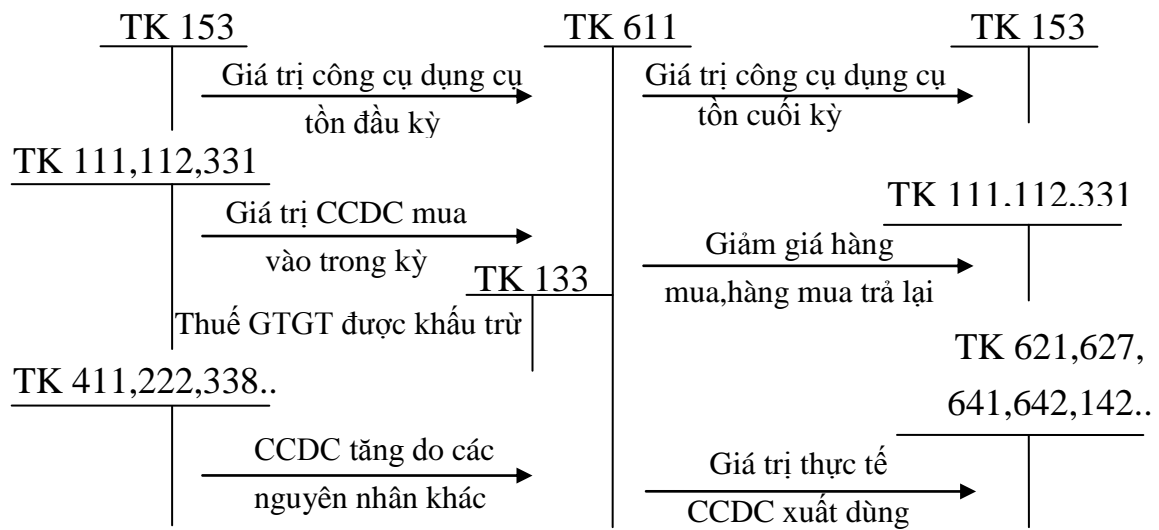 TK 153
TK 611
TK 153
Giá trị công cụ dụng cụ
tồn đầu kỳ
Giá trị công cụ dụng cụ
tồn cuối kỳ
TK 111,112,331
TK 111,112,331
Giá trị CCDC mua
vào trong kỳ
Giảm giá hàng
mua,hàng mua trả lại
TK 133
Thuế GTGT được khấu trừ
TK 411,222,338..
TK 621,627,
641,642,142..
CCDC tăng do các
nguyên nhân khác
Giá trị thực tế
CCDC xuất dùng